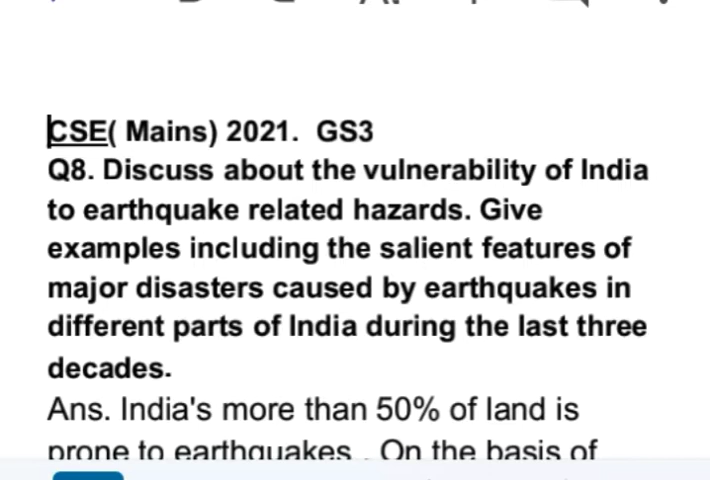 CSE( Mains) 2021. GS3
Q8. Discuss about the vulnerability of India
to earthquake related hazards. Give
examples including the salient features of
major disasters caused by earthquakes in
different parts of India during the last three
decades.
Ans. India's more than 50% of land is
prone to earthquakes . On the basis of